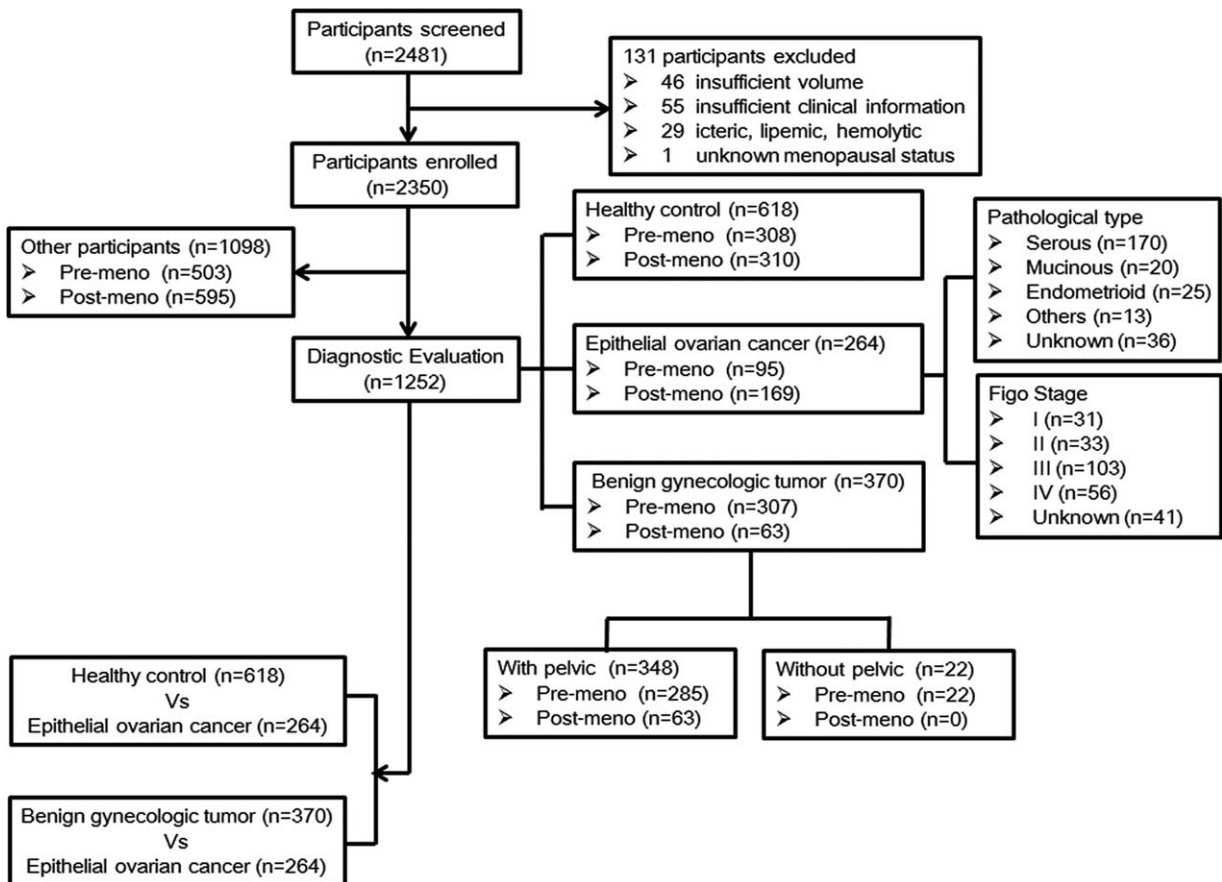 Participants screened
(n=2481)
131 participants excluded
➢ 46 insufficient volume
➢ 55 insufficient clinical information
➢ 29 icteric, lipemic, hemolytic
➢ 1 unknown menopausal status
Participants enrolled
(n=2350)
Other participants (n=1098)
➢ Pre-meno (n=503)
➢ Post-meno (n=595)
Diagnostic Evaluation
(n=1252)
Healthy control (n=618)
➢ Pre-meno (n=308)
➢ Post-meno (n=310)
Epithelial ovarian cancer (n=264)
➢ Pre-meno (n=95)
➢ Post-meno (n=169)
Benign gynecologic tumor (n=370)
➢ Pre-meno (n=307)
➢ Post-meno (n=63)
Pathological type
➢ Serous (n=170)
➢ Mucinous (n=20)
➢ Endometrioid (n=25)
➢ Others (n=13)
➢ Unknown (n=36)
Figo Stage
➢ I (n=31)
➢ II (n=33)
➢ III (n=103)
➢ IV (n=56)
➢ Unknown (n=41)
With pelvic (n=348)
➢ Pre-meno (n=285)
➢ Post-meno (n=63)
Without pelvic (n=22)
➢ Pre-meno (n=22)
➢ Post-meno (n=0)
Healthy control (n=618)
Vs
Epithelial ovarian cancer (n=264)
Benign gynecologic tumor (n=370)
Vs
Epithelial ovarian cancer (n=264)